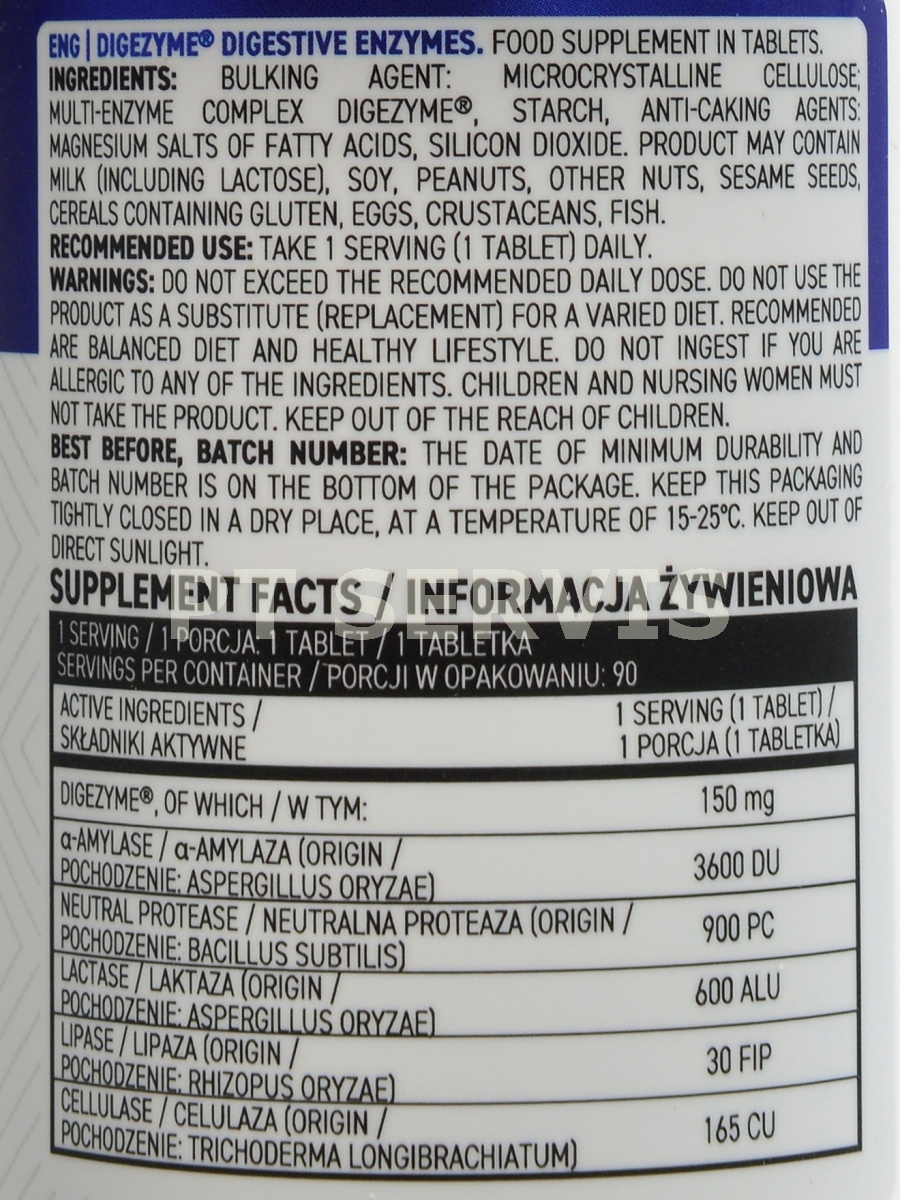 ENG | DIGEZYME® DIGESTIVE ENZYMES. FOOD SUPPLEMENT IN TABLETS.
INGREDIENTS: BULKING AGENT: MICROCRYSTALLINE CELLULOSE;
MULTI-ENZYME COMPLEX DIGEZYME®, STARCH, ANTI-CAKING AGENTS:
MAGNESIUM SALTS OF FATTY ACIDS, SILICON DIOXIDE. PRODUCT MAY CONTAIN
MILK (INCLUDING LACTOSE), SOY, PEANUTS, OTHER NUTS, SESAME SEEDS,
CEREALS CONTAINING GLUTEN, EGGS, CRUSTACEANS, FISH.
RECOMMENDED USE: TAKE 1 SERVING (1 TABLET) DAILY.
WARNINGS: DO NOT EXCEED THE RECOMMENDED DAILY DOSE. DO NOT USE THE
PRODUCT AS A SUBSTITUTE (REPLACEMENT) FOR A VARIED DIET. RECOMMENDED
ARE BALANCED DIET AND HEALTHY LIFESTYLE. DO NOT INGEST IF YOU ARE
ALLERGIC TO ANY OF THE INGREDIENTS. CHILDREN AND NURSING WOMEN MUST
NOT TAKE THE PRODUCT. KEEP OUT OF THE REACH OF CHILDREN.
BEST BEFORE, BATCH NUMBER: THE DATE OF MINIMUM DURABILITY AND
BATCH NUMBER IS ON THE BOTTOM OF THE PACKAGE. KEEP THIS PACKAGING
TIGHTLY CLOSED IN A DRY PLACE, AT A TEMPERATURE OF 15-25°C. KEEP OUT OF
DIRECT SUNLIGHT.
SUPPLEMENT FACTS / INFORMACJA ŻYWIENIOWA
PT SERVIS
1 SERVING / 1 PORCJA: 1 TABLET / 1 TABLETKA
SERVINGS PER CONTAINER / PORCJI W OPAKOWANIU: 90
ACTIVE INGREDIENTS / 1 SERVING (1 TABLET) /
SKŁADNIKI AKTYWNE 1 PORCJA (1 TABLETKA)
DIGEZYME®, OF WHICH / W TYM: 150 mg
α-AMYLASE / α-AMYLAZA (ORIGIN /
POCHODZENIE: ASPERGILLUS ORYZAE) 3600 DU
NEUTRAL PROTEASE / NEUTRALNA PROTEAZA (ORIGIN /
POCHODZENIE: BACILLUS SUBTILIS) 900 PC
LACTASE / LAKTAZA (ORIGIN /
POCHODZENIE: ASPERGILLUS ORYZAE) 600 ALU
LIPASE / LIPAZA (ORIGIN /
POCHODZENIE: RHIZOPUS ORYZAE) 30 FIP
CELLULASE / CELULAZA (ORIGIN /
POCHODZENIE: TRICHODERMA LONGIBRACHIATUM) 165 CU